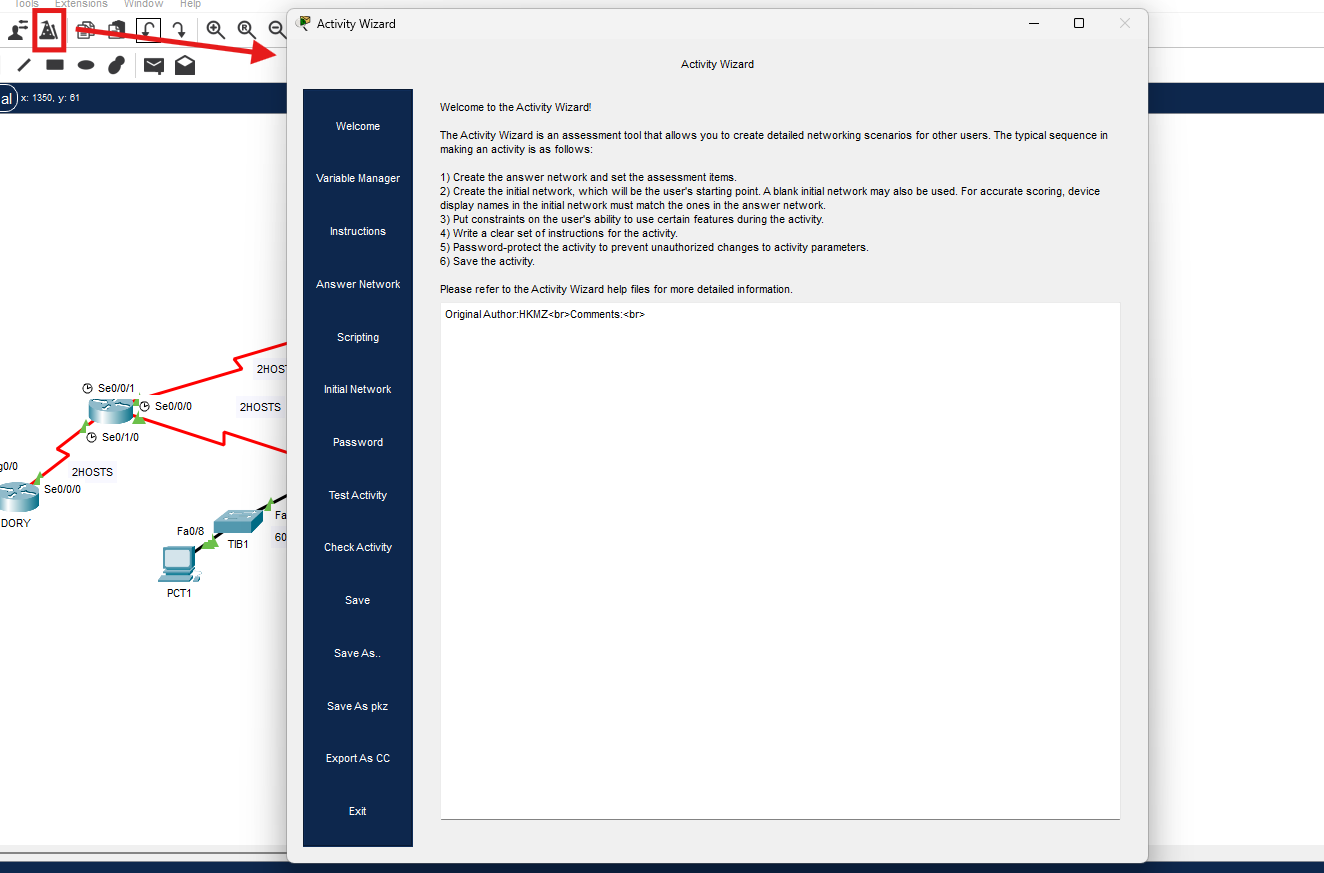 Tools Extensions Window Help
Activity Wizard
Activity Wizard
al x: 1350, y: 61
Welcome
Variable Manager
Instructions
Answer Network
Scripting
Initial Network
Password
Test Activity
Check Activity
Save
Save As..
Save As pkz
Export As CC
Exit
Welcome to the Activity Wizard!
The Activity Wizard is an assessment tool that allows you to create detailed networking scenarios for other users. The typical sequence in
making an activity is as follows:
1) Create the answer network and set the assessment items.
2) Create the initial network, which will be the user's starting point. A blank initial network may also be used. For accurate scoring, device
display names in the initial network must match the ones in the answer network.
3) Put constraints on the user's ability to use certain features during the activity.
4) Write a clear set of instructions for the activity.
5) Password-protect the activity to prevent unauthorized changes to activity parameters.
6) Save the activity.
Please refer to the Activity Wizard help files for more detailed information.
Original Author:HKMZ<br>Comments:<br>
2HOST
Se0/0/1
Se0/0/0
2HOSTS
Se0/1/0
g0/0
2HOSTS
Se0/0/0
DORY
Fa
Fa0/8
60
TIB1
PCT1